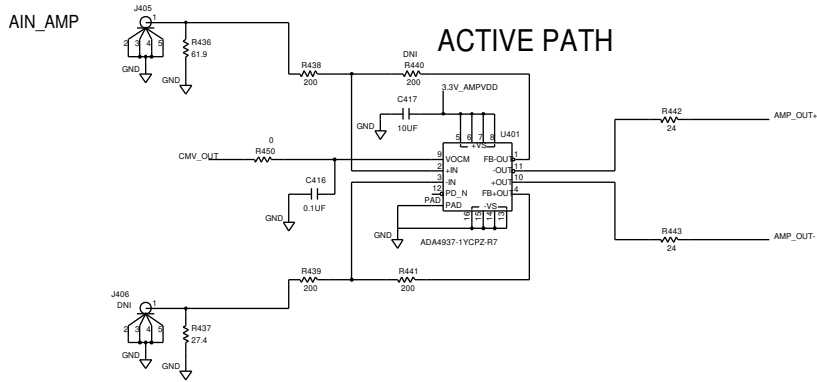 AIN_AMP
J405
1
2 3 4 5
R436
61.9
GND
GND
ACTIVE PATH
R438
200
DNI
R440
200
3.3V_AMPVDD
C417
10UF
GND
U401
5 6 7 8
+VS
CMV_OUT
0
R450
C416
0.1UF
GND
9 VOCM
2 +IN
3 -IN
12 PD_N
PAD PAD
FB-OUT 1
-OUT 11
+OUT 10
FB+OUT 4
-VS
16 15 14 13
GND
ADA4937-1YCPZ-R7
R442
24
AMP_OUT+
R443
24
AMP_OUT-
R439
200
R441
200
J406
DNI
1
2 3 4 5
R437
27.4
GND
GND